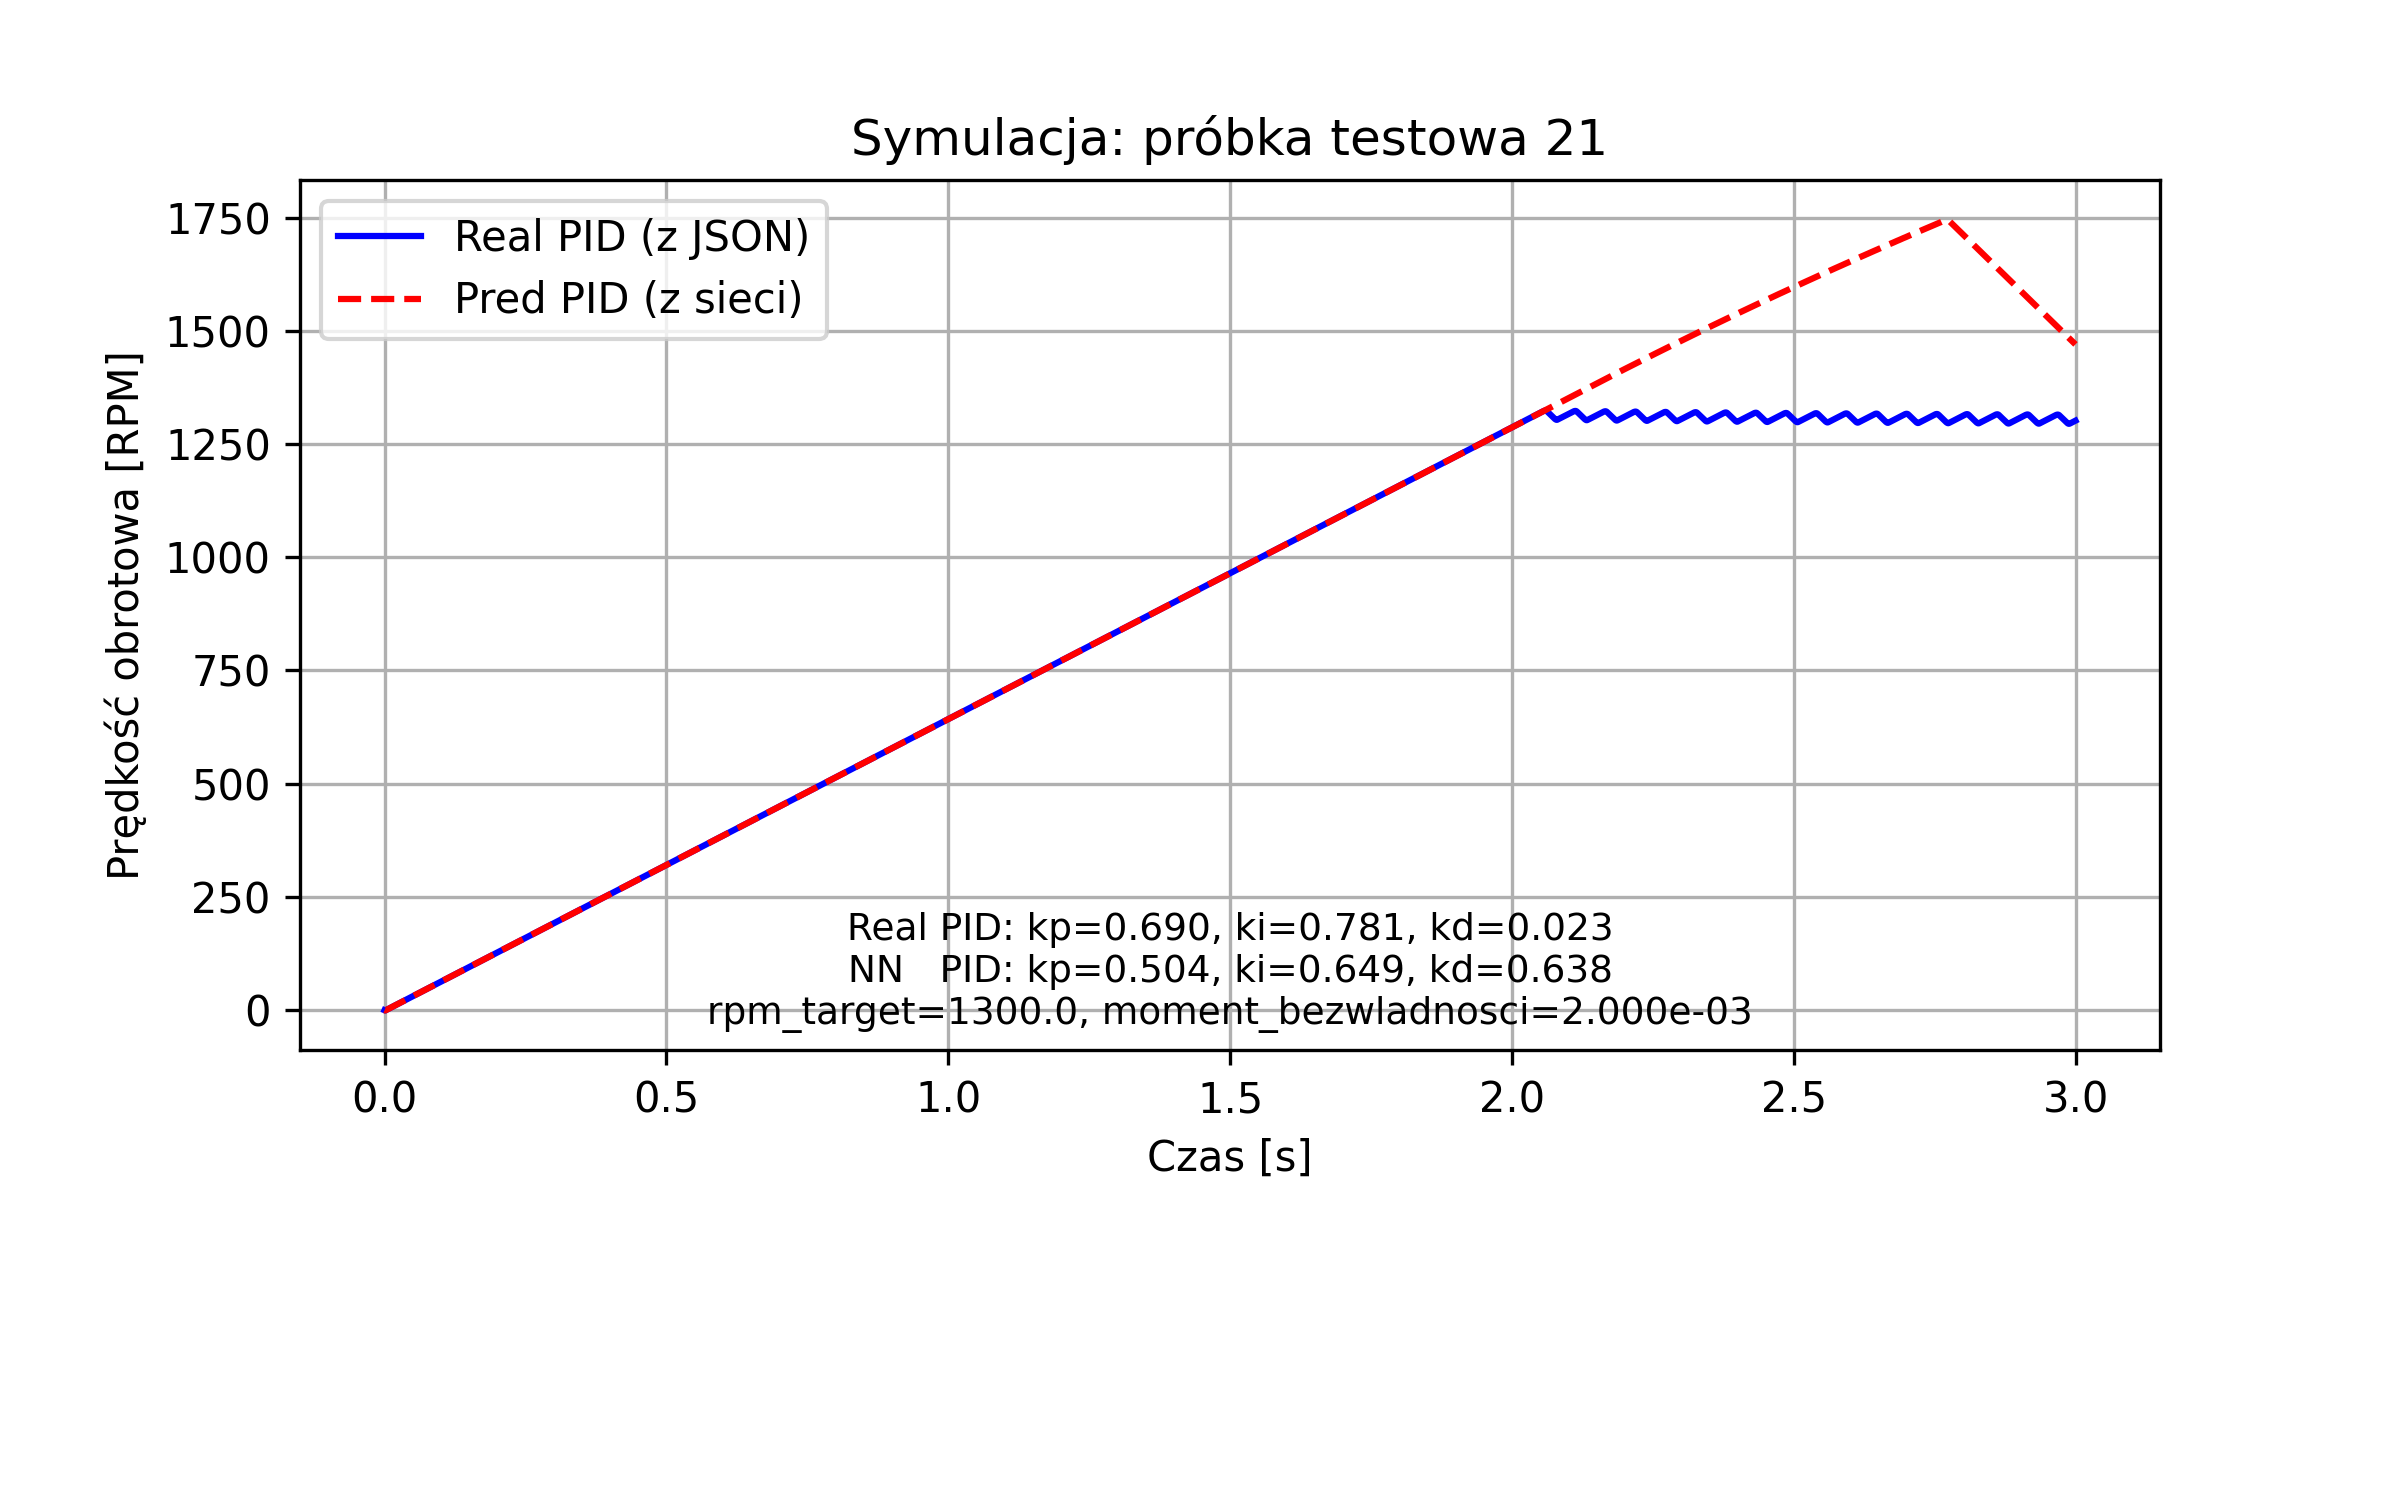 Symulacja: próbka testowa 21
Real PID (z JSON)
Pred PID (z sieci)
Prędkość obrotowa [RPM]
1750
1500
1250
1000
750
500
250
0
Real PID: kp=0.690, ki=0.781, kd=0.023
NN   PID: kp=0.504, ki=0.649, kd=0.638
rpm_target=1300.0, moment_bezwladnosci=2.000e-03
0.0 0.5 1.0 1.5 2.0 2.5 3.0
Czas [s]